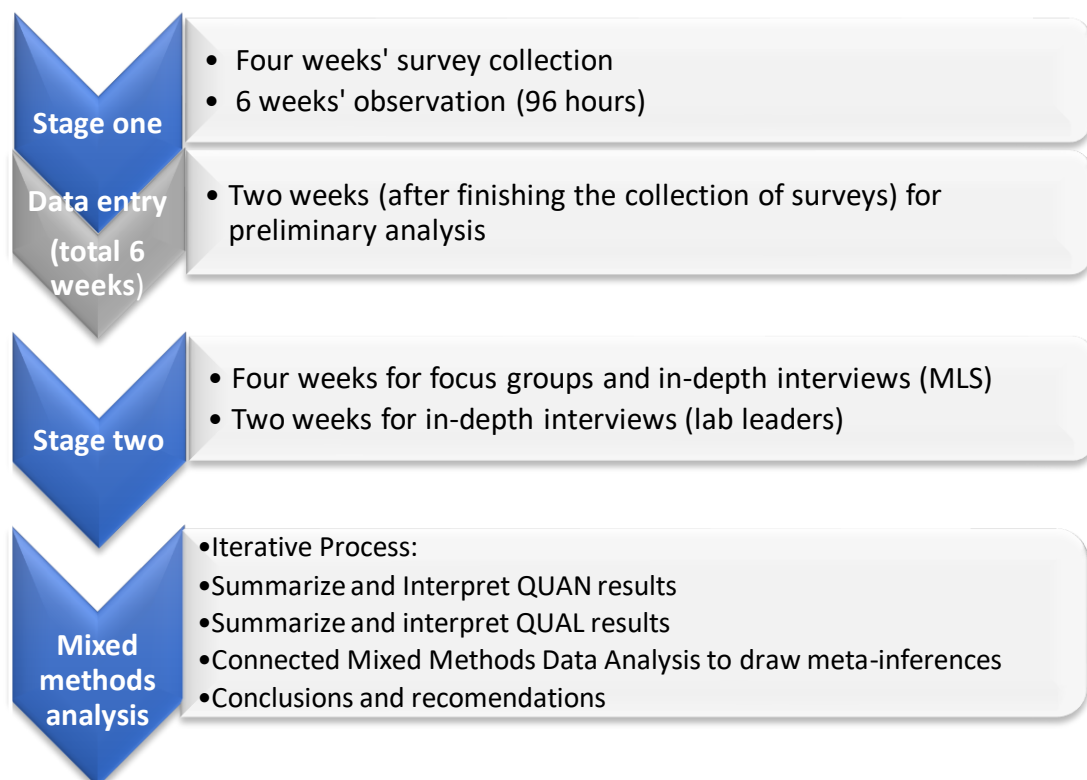 Stage one
• Four weeks' survey collection
• 6 weeks' observation (96 hours)
Data entry
(total 6
weeks)
• Two weeks (after finishing the collection of surveys) for
preliminary analysis
Stage two
• Four weeks for focus groups and in-depth interviews (MLS)
• Two weeks for in-depth interviews (lab leaders)
Mixed
methods
analysis
•Iterative Process:
•Summarize and Interpret QUAN results
•Summarize and interpret QUAL results
•Connected Mixed Methods Data Analysis to draw meta-inferences
•Conclusions and recomendations